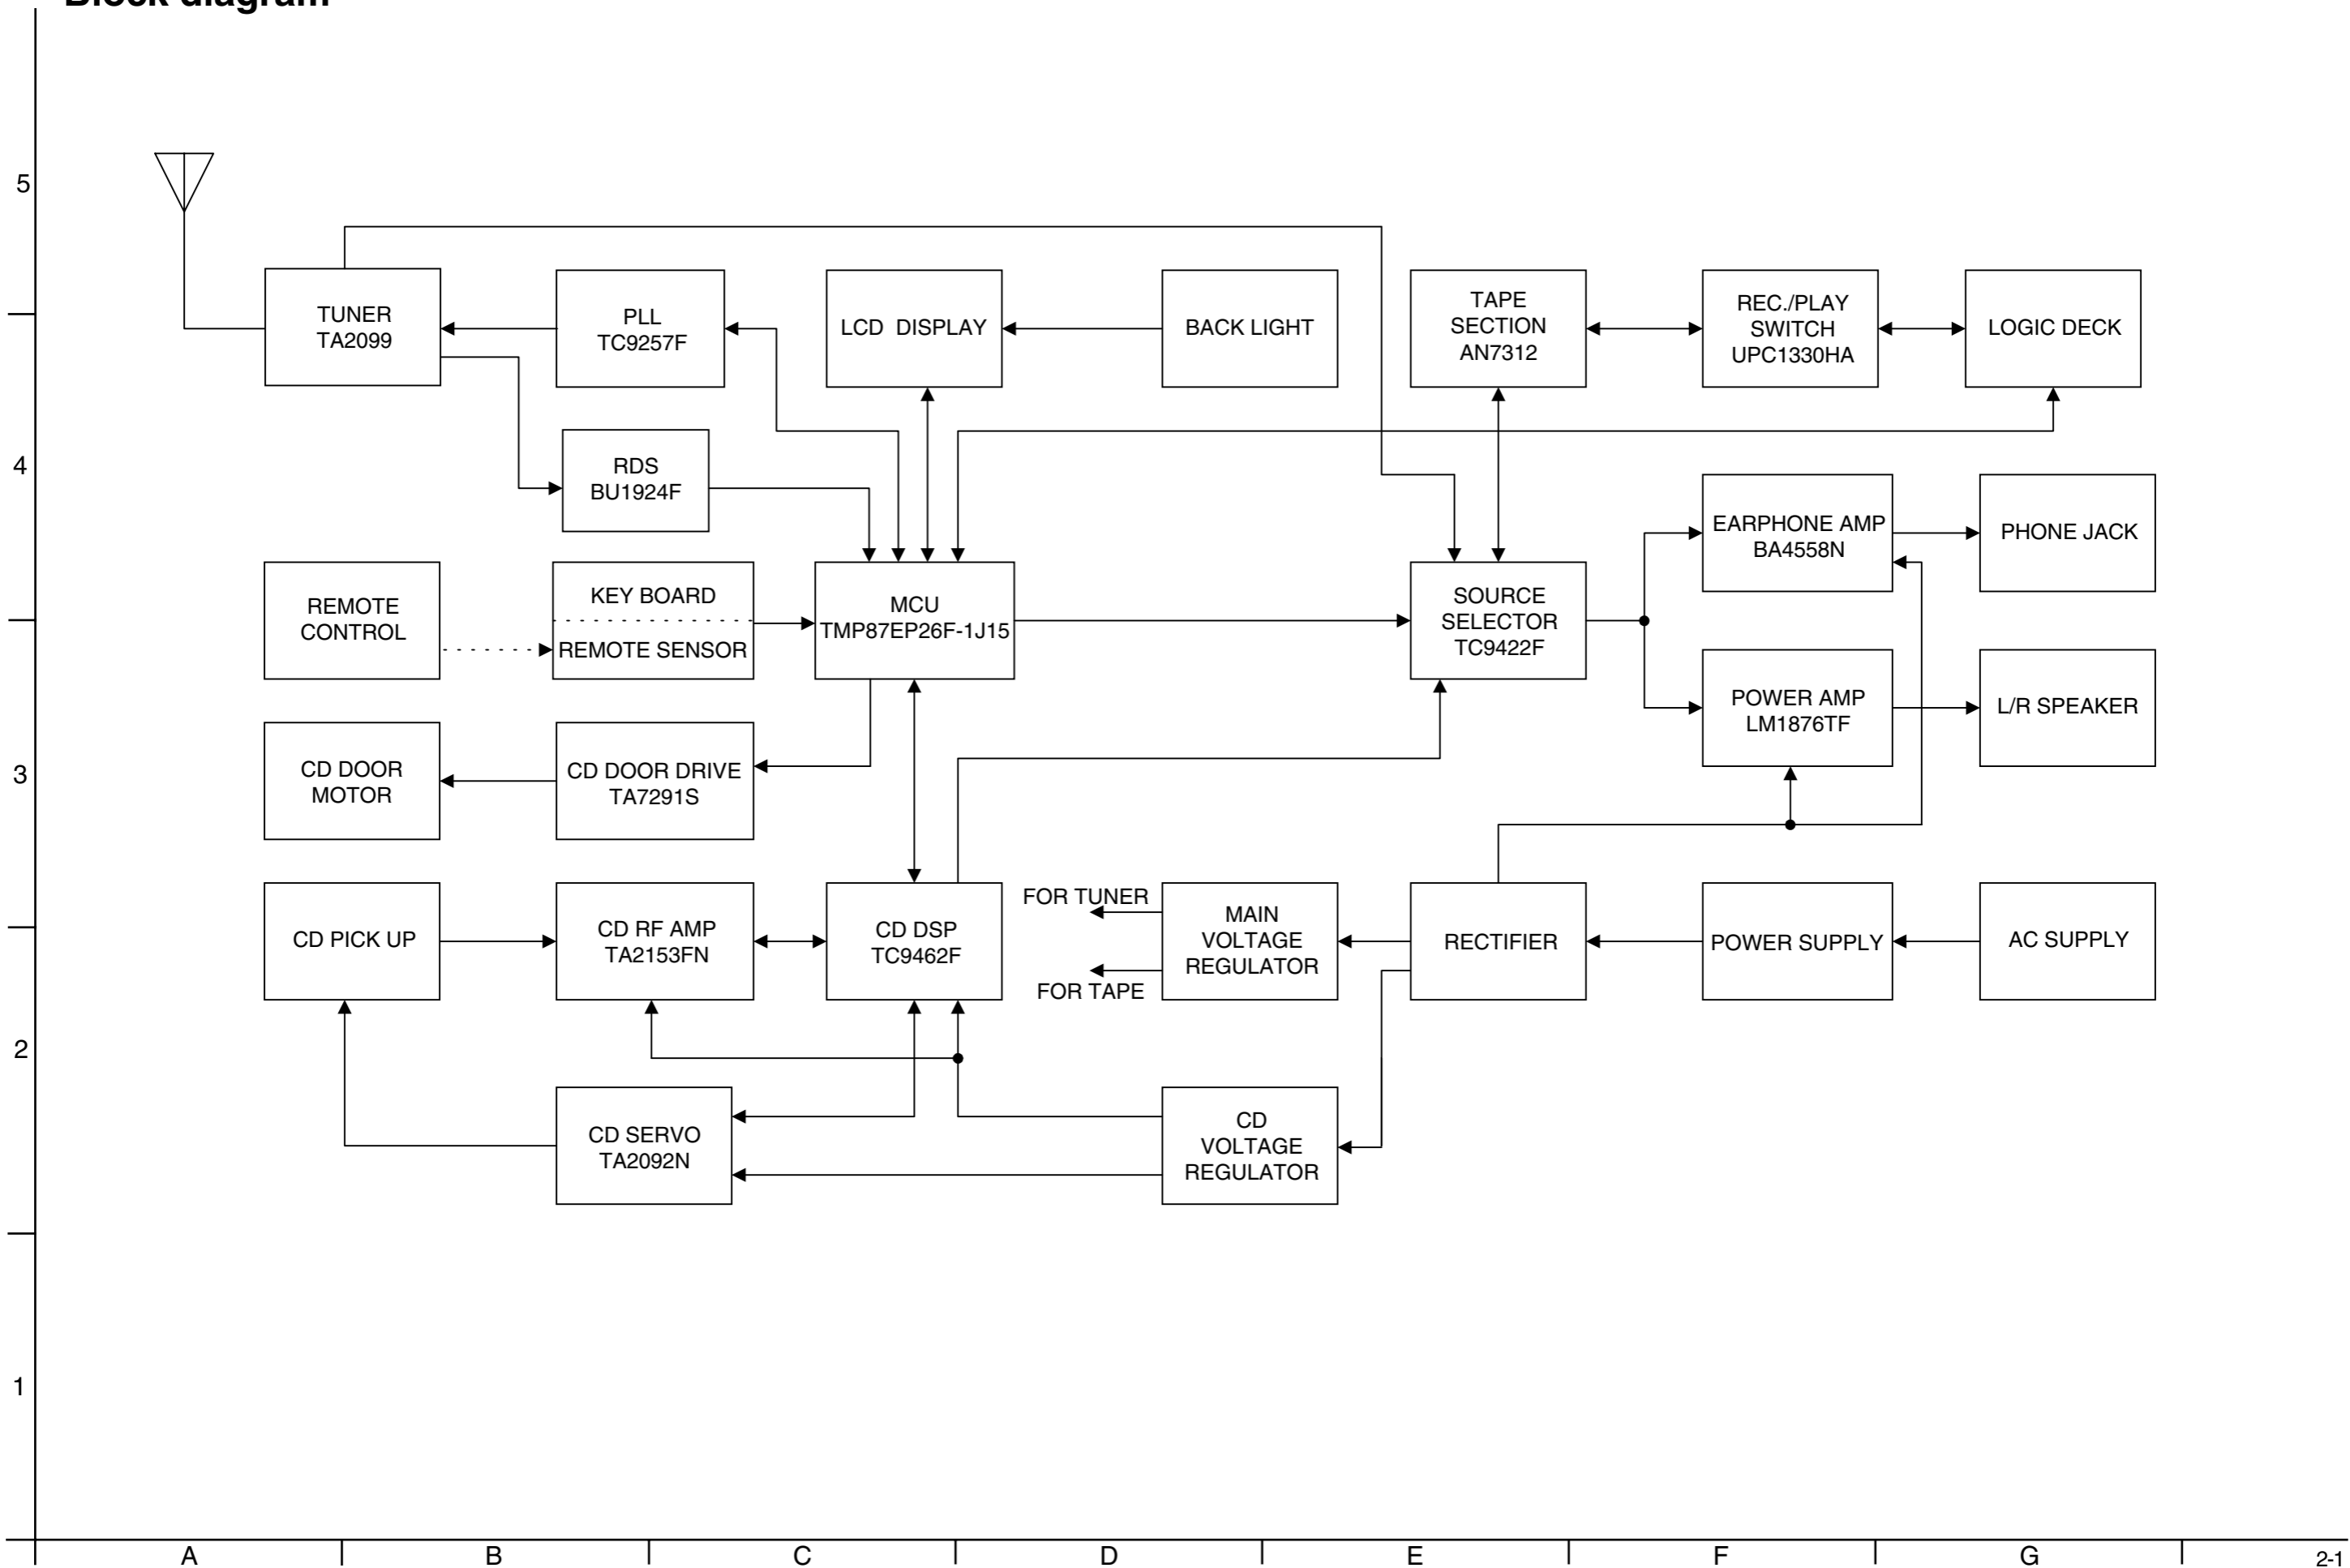 Block diagram
5
TUNER
TA2099
PLL
TC9257F
LCD DISPLAY
BACK LIGHT
TAPE
SECTION
AN7312
REC./PLAY
SWITCH
UPC1330HA
LOGIC DECK
4
RDS
BU1924F
EARPHONE AMP
BA4558N
PHONE JACK
REMOTE
CONTROL
KEY BOARD
REMOTE SENSOR
MCU
TMP87EP26F-1J15
SOURCE
SELECTOR
TC9422F
POWER AMP
LM1876TF
L/R SPEAKER
3
CD DOOR
MOTOR
CD DOOR DRIVE
TA7291S
CD PICK UP
CD RF AMP
TA2153FN
CD DSP
TC9462F
FOR TUNER
FOR TAPE
MAIN
VOLTAGE
REGULATOR
RECTIFIER
POWER SUPPLY
AC SUPPLY
2
CD SERVO
TA2092N
CD
VOLTAGE
REGULATOR
1
A B C D E F G
2-1